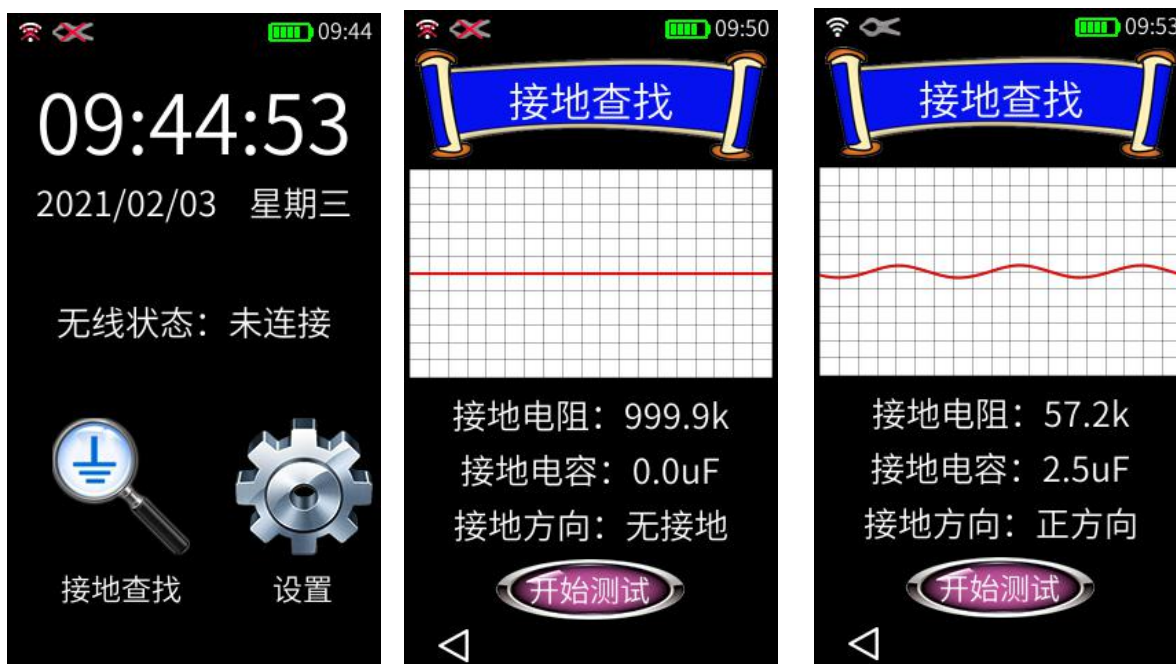 09:44
09:44:53
2021/02/03 星期三
无线状态：未连接
接地查找
设置
09:50
接地查找
接地电阻：999.9k
接地电容：0.0uF
接地方向：无接地
开始测试
09:53
接地查找
接地电阻：57.2k
接地电容：2.5uF
接地方向：正方向
开始测试